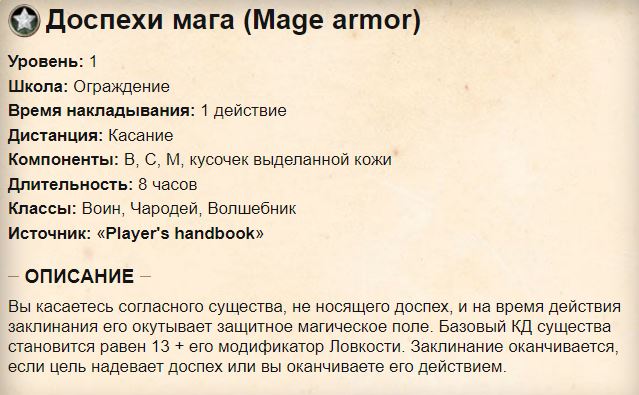 Доспехи мага (Mage armor)
Уровень: 1
Школа: Ограждение
Время накладывания: 1 действие
Дистанция: Касание
Компоненты: В, С, М, кусочек выделанной кожи
Длительность: 8 часов
Классы: Воин, Чародей, Волшебник
Источник: «Player's handbook»
– ОПИСАНИЕ –
Вы касаетесь согласного существа, не носящего доспех, и на время действия
заклинания его окутывает защитное магическое поле. Базовый КД существа
становится равен 13 + его модификатор Ловкости. Заклинание оканчивается,
если цель надевает доспех или вы оканчиваете его действием.